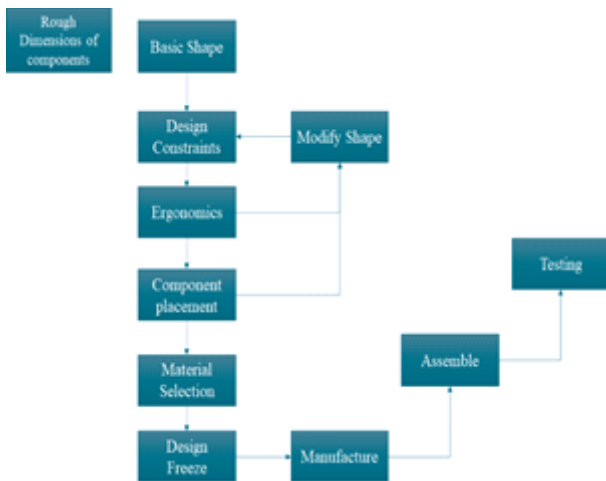 Rough
Dimensions of
components
Basic Shape
Design
Constraints
Modify Shape
Ergonomics
Component
placement
Testing
Material
Selection
Assemble
Design
Freeze
Manufacture